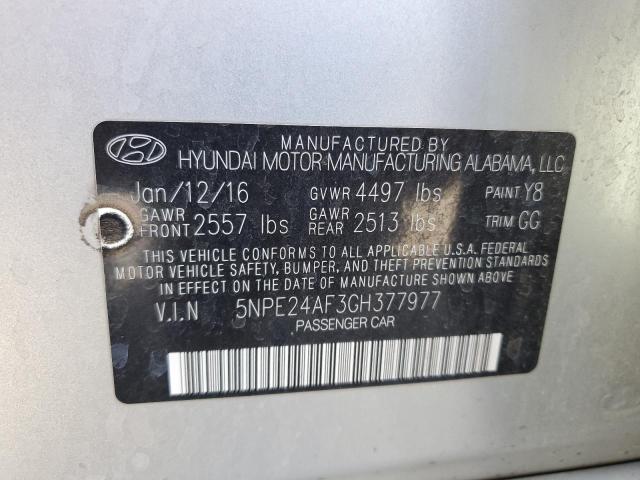 MANUFACTURED BY
HYUNDAI MOTOR MANUFACTURING ALABAMA, LLC
Jan/12/16 GVWR 4497 lbs PAINT Y8
GAWR FRONT 2557 lbs GAWR REAR 2513 lbs TRIM GG
THIS VEHICLE CONFORMS TO ALL APPLICABLE U.S.A. FEDERAL
MOTOR VEHICLE SAFETY, BUMPER, AND THEFT PREVENTION STANDARDS
IN EFFECT ON THE DATE OF MANUFACTURE SHOWN ABOVE.
V.I.N 5NPE24AF3GH377977
PASSENGER CAR